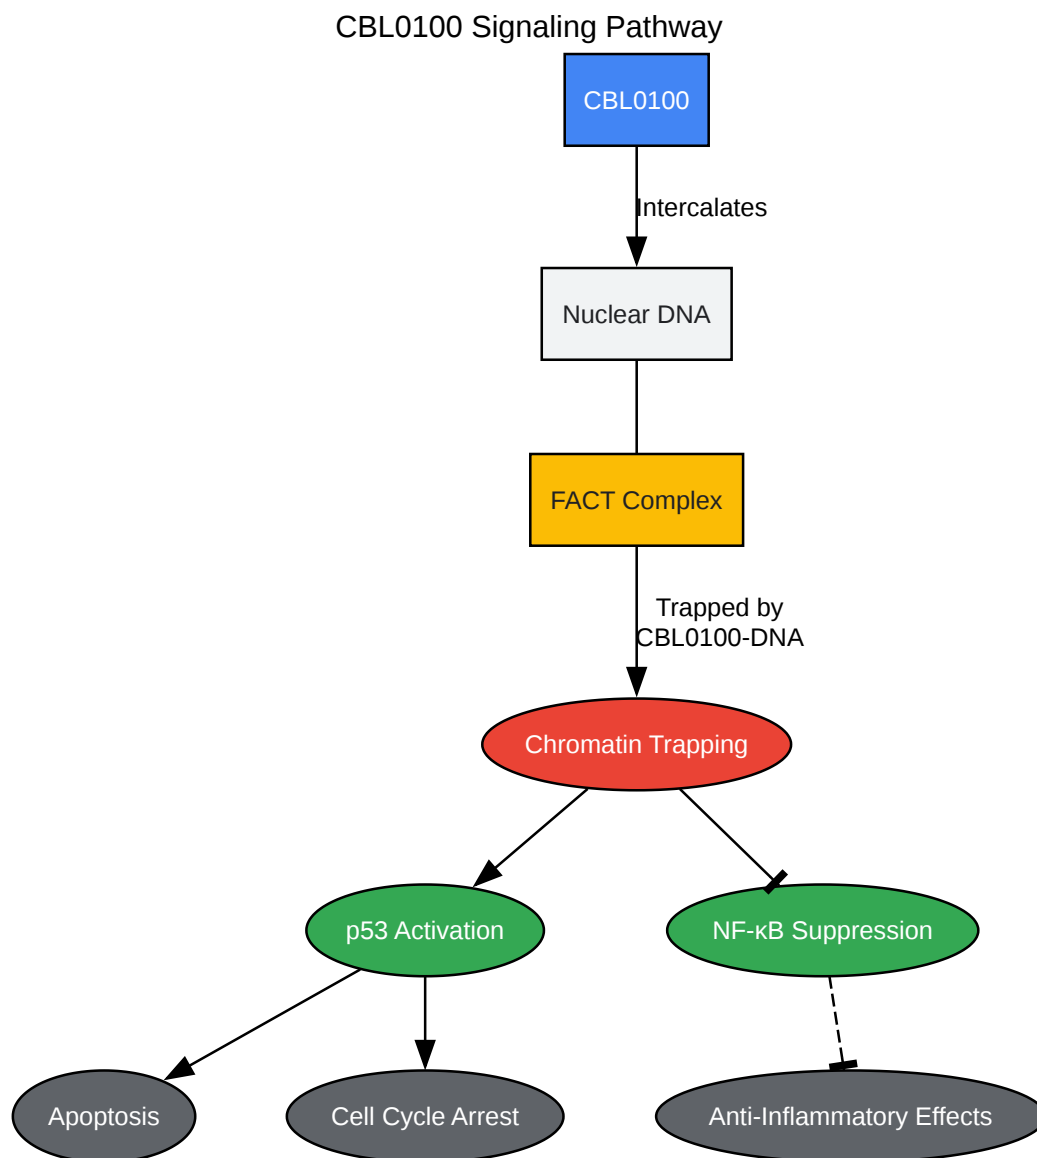 CBL0100 Signaling Pathway
CBL0100
Intercalates
Nuclear DNA
FACT Complex
Trapped by
CBL0100-DNA
Chromatin Trapping
p53 Activation
NF-κB Suppression
Apoptosis
Cell Cycle Arrest
Anti-Inflammatory Effects